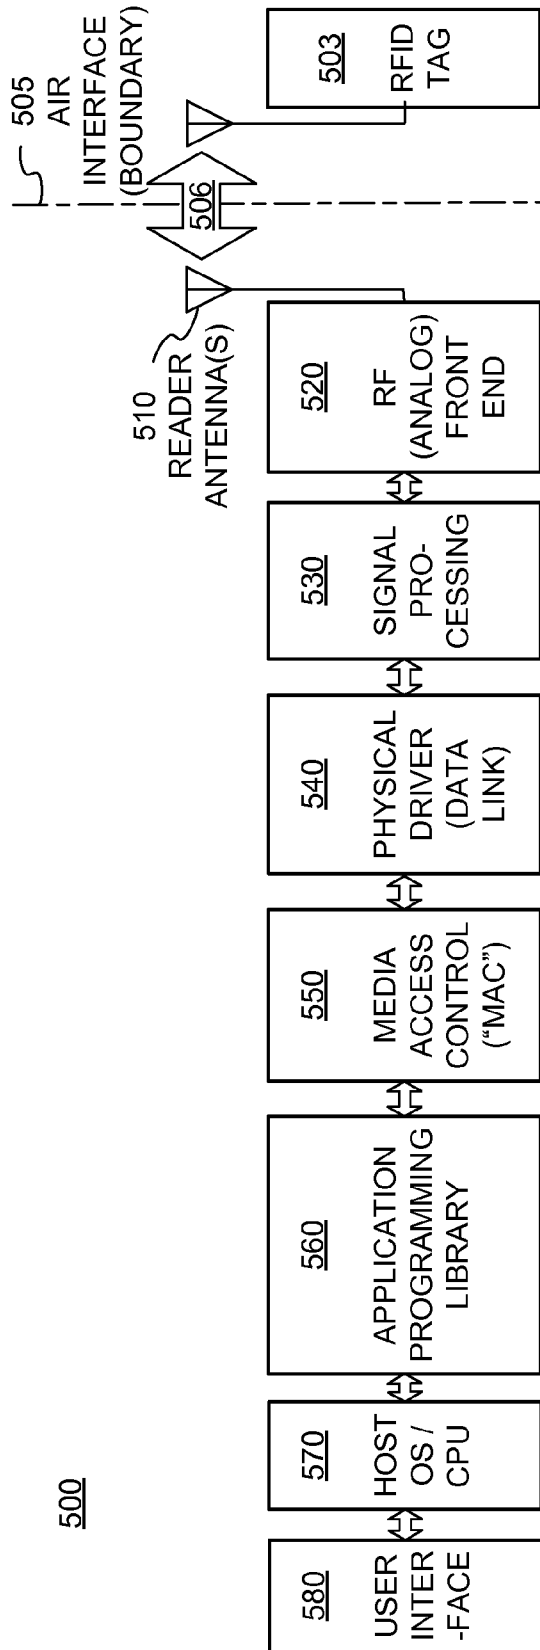 500
505
AIR
INTERFACE
(BOUNDARY)
506
510
READER
ANTENNA(S)
580
USER
INTER
-FACE
570
HOST
OS /
CPU
560
APPLICATION
PROGRAMMING
LIBRARY
550
MEDIA
ACCESS
CONTROL
(“MAC”)
540
PHYSICAL
DRIVER
(DATA
LINK)
530
SIGNAL
PRO-
CESSING
520
RF
(ANALOG)
FRONT
END
503
RFID
TAG